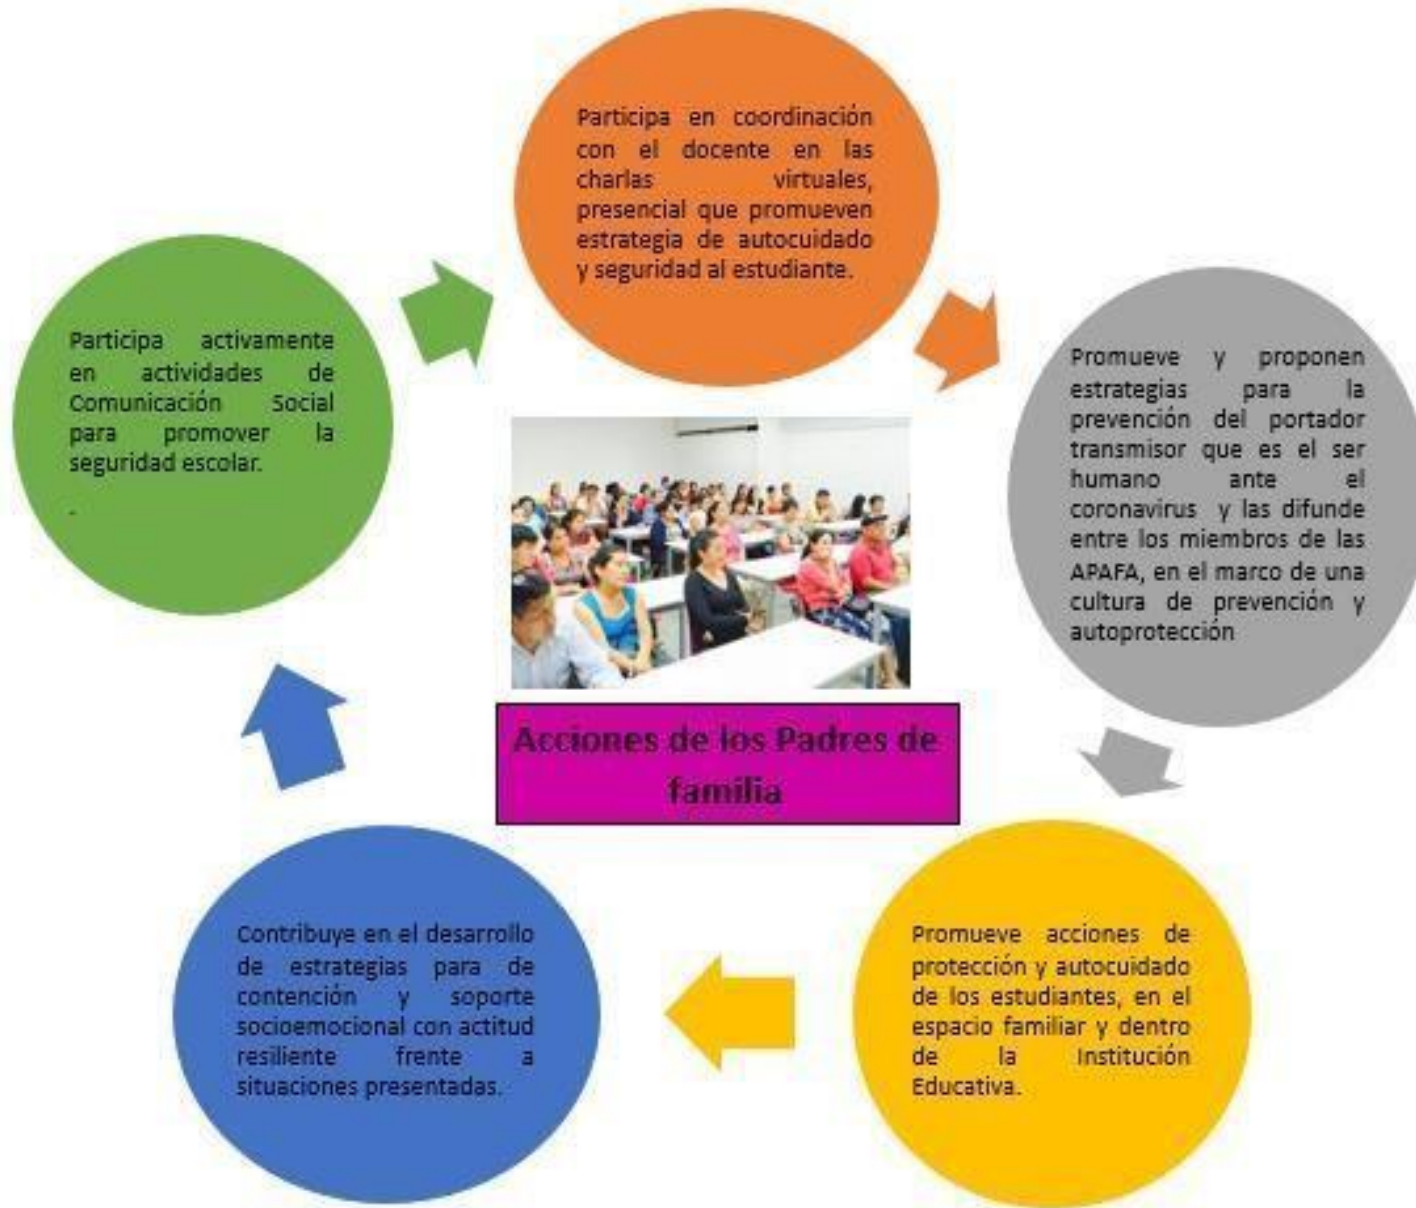 Participa en coordinación
con el docente en las
charlas virtuales,
presencial que promueven
estrategia de autocuidado
y seguridad al estudiante.
Promueve y proponen
estrategias para la
prevención del portador
transmisor que es el ser
humano ante el
coronavirus y las difunde
entre los miembros de las
APAFA, en el marco de una
cultura de prevención y
autoprotección
Promueve acciones de
protección y autocuidado
de los estudiantes, en el
espacio familiar y dentro
de la Institución
Educativa.
Contribuye en el desarrollo
de estrategias para de
contención y soporte
socioemocional con actitud
resiliente frente a
situaciones presentadas.
Participa activamente
en actividades de
Comunicación Social
para promover la
seguridad escolar.
.
Acciones de los Padres de
familia